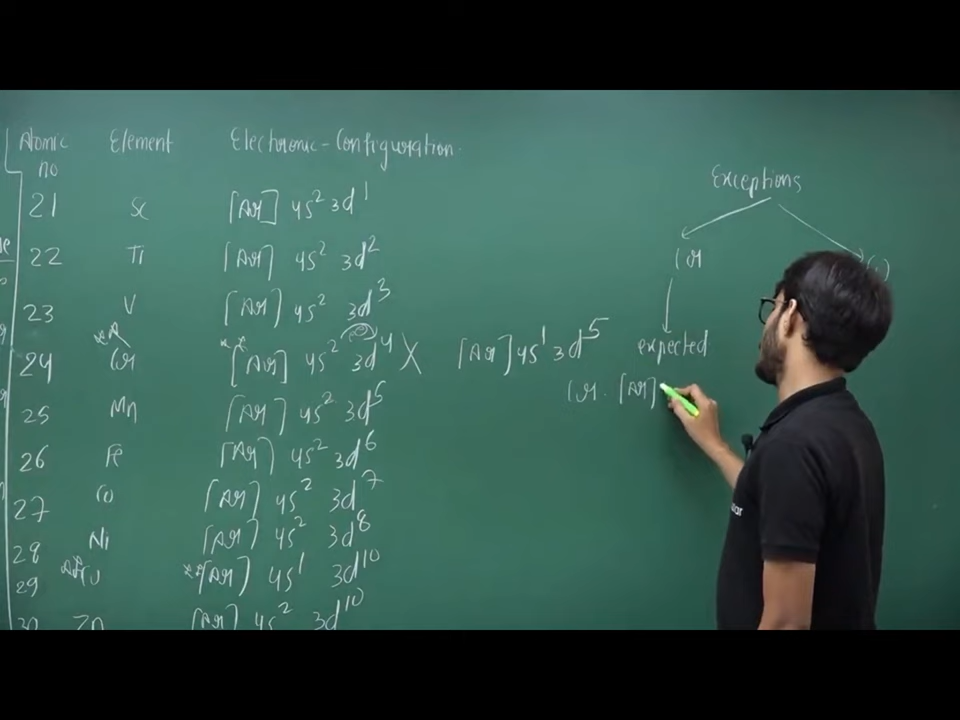 Atomic no Element Electronic-Configuration.
21 Sc [Ar] 4s² 3d¹
22 Ti [Ar] 4s² 3d²
23 V [Ar] 4s² 3d³
24 Cr **[Ar] 4s² 3d⁴ X [Ar] 4s¹ 3d⁵
25 Mn [Ar] 4s² 3d⁵
26 Fe [Ar] 4s² 3d⁶
27 Co [Ar] 4s² 3d⁷
28 Ni [Ar] 4s² 3d⁸
29 Cu **[Ar] 4s¹ 3d¹⁰
30 Zn [Ar] 4s² 3d¹⁰
Exceptions
Cr
expected
Cr. [Ar]